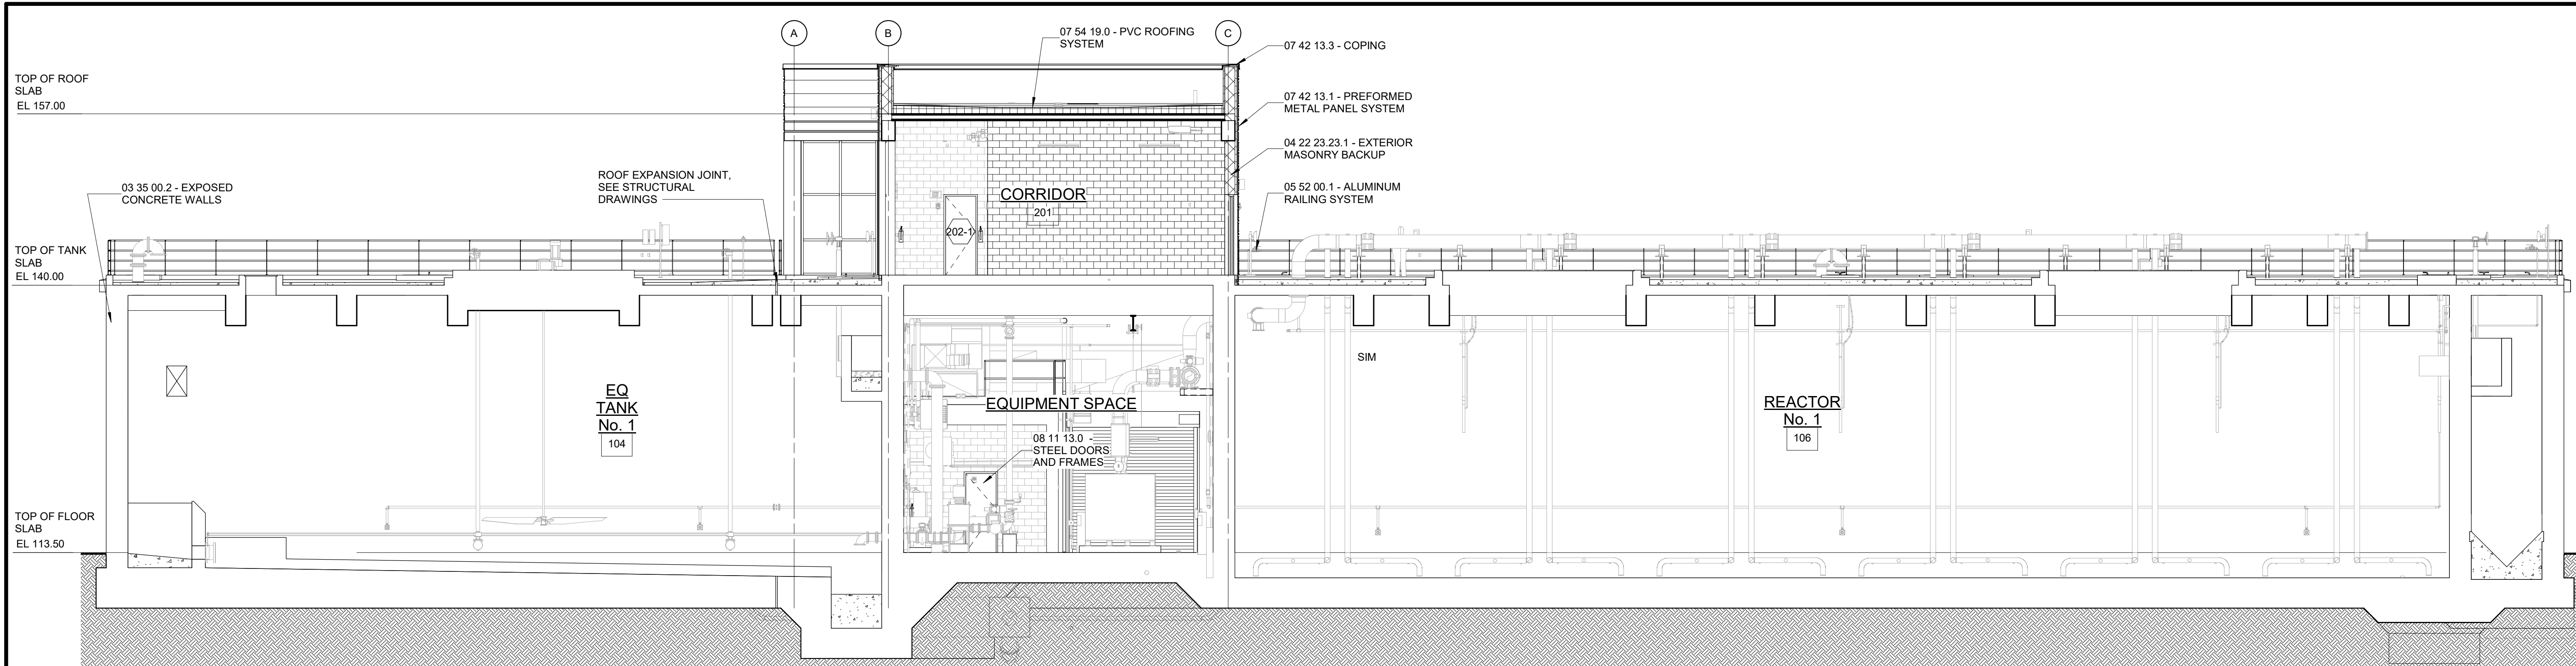 A
B
C
07 54 19.0 - PVC ROOFING
SYSTEM
07 42 13.3 - COPING
TOP OF ROOF
SLAB
EL 157.00
07 42 13.1 - PREFORMED
METAL PANEL SYSTEM
04 22 23.23.1 - EXTERIOR
MASONRY BACKUP
03 35 00.2 - EXPOSED
CONCRETE WALLS
ROOF EXPANSION JOINT,
SEE STRUCTURAL
DRAWINGS
05 52 00.1 - ALUMINUM
RAILING SYSTEM
CORRIDOR
201
202-1
TOP OF TANK
SLAB
EL 140.00
SIM
EQ
TANK
No. 1
104
EQUIPMENT SPACE
REACTOR
No. 1
106
08 11 13.0 -
STEEL DOORS
AND FRAMES
TOP OF FLOOR
SLAB
EL 113.50